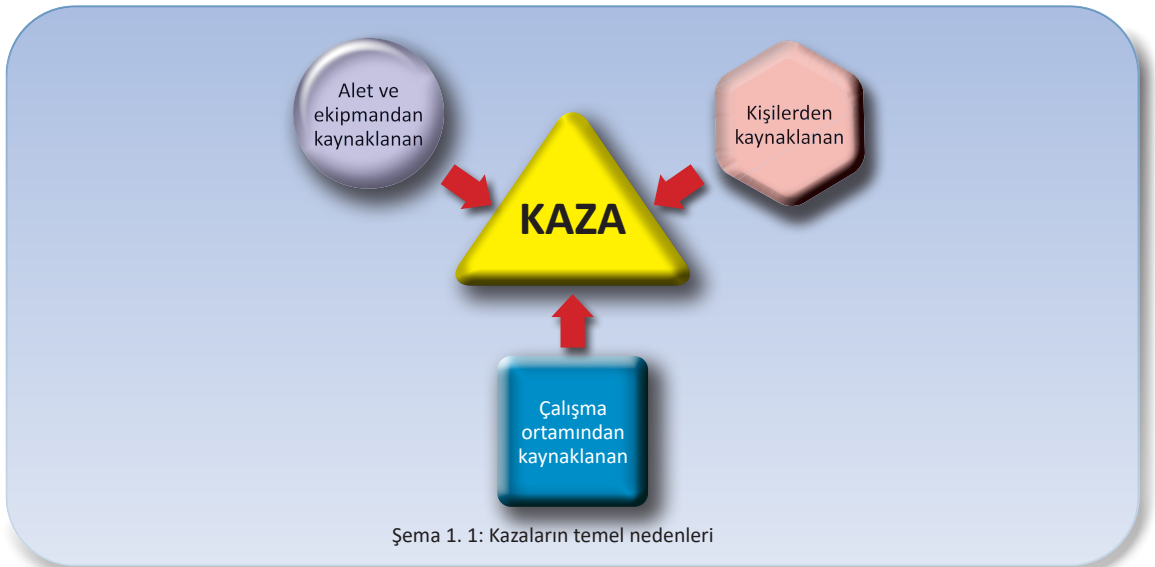 Alet ve
ekipmandan
kaynaklanan
Kişilerden
kaynaklanan
KAZA
Çalışma
ortamından
kaynaklanan
Şema 1. 1: Kazaların temel nedenleri